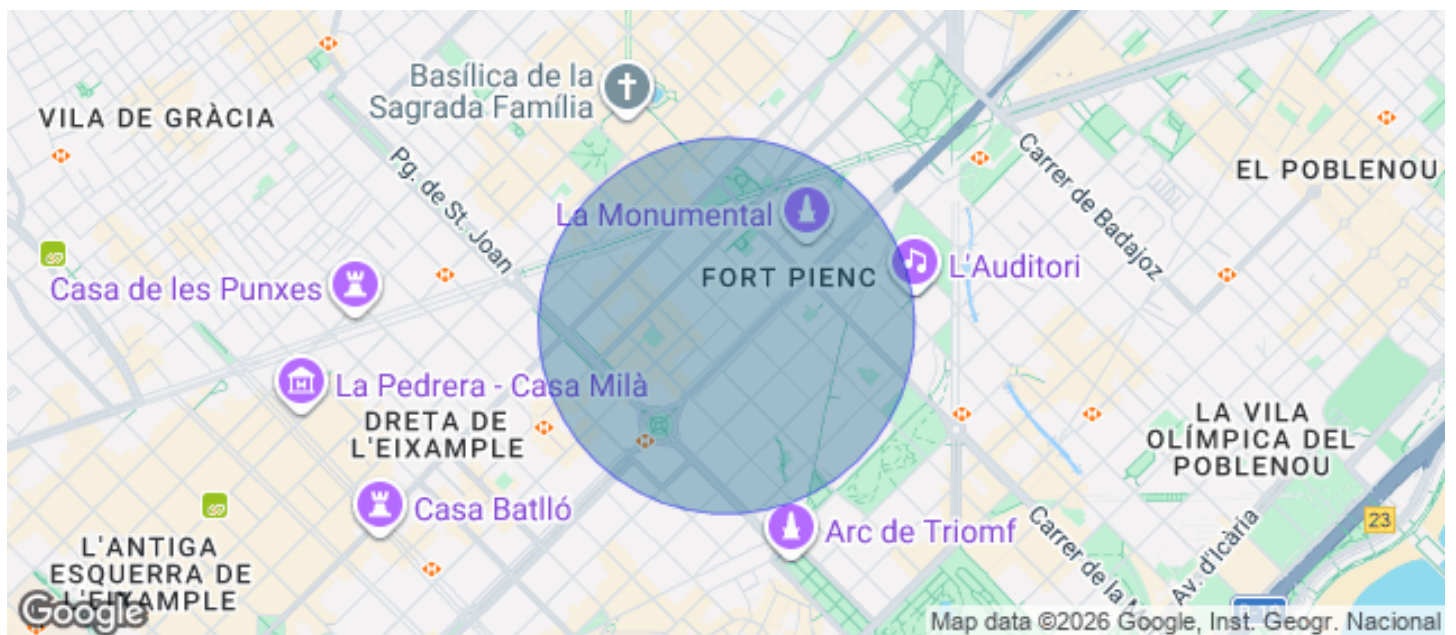 Basílica de la
Sagrada Família
VILA DE GRÀCIA
Pg. de St. Joan
Carrer de Badajoz
EL POBLENOU
La Monumental
L'Auditori
FORT PIENC
Casa de les Punxes
La Pedrera - Casa Milà
DRETA DE
L'EIXAMPLE
LA VILA
OLÍMPICA DEL
POBLENOU
Casa Batlló
Arc de Triomf
23
L'ANTIGA
ESQUERRA DE
L'EIXAMPLE
Carrer de la
Av. d'Icària
Google
Map data ©2026 Google, Inst. Geogr. Nacional